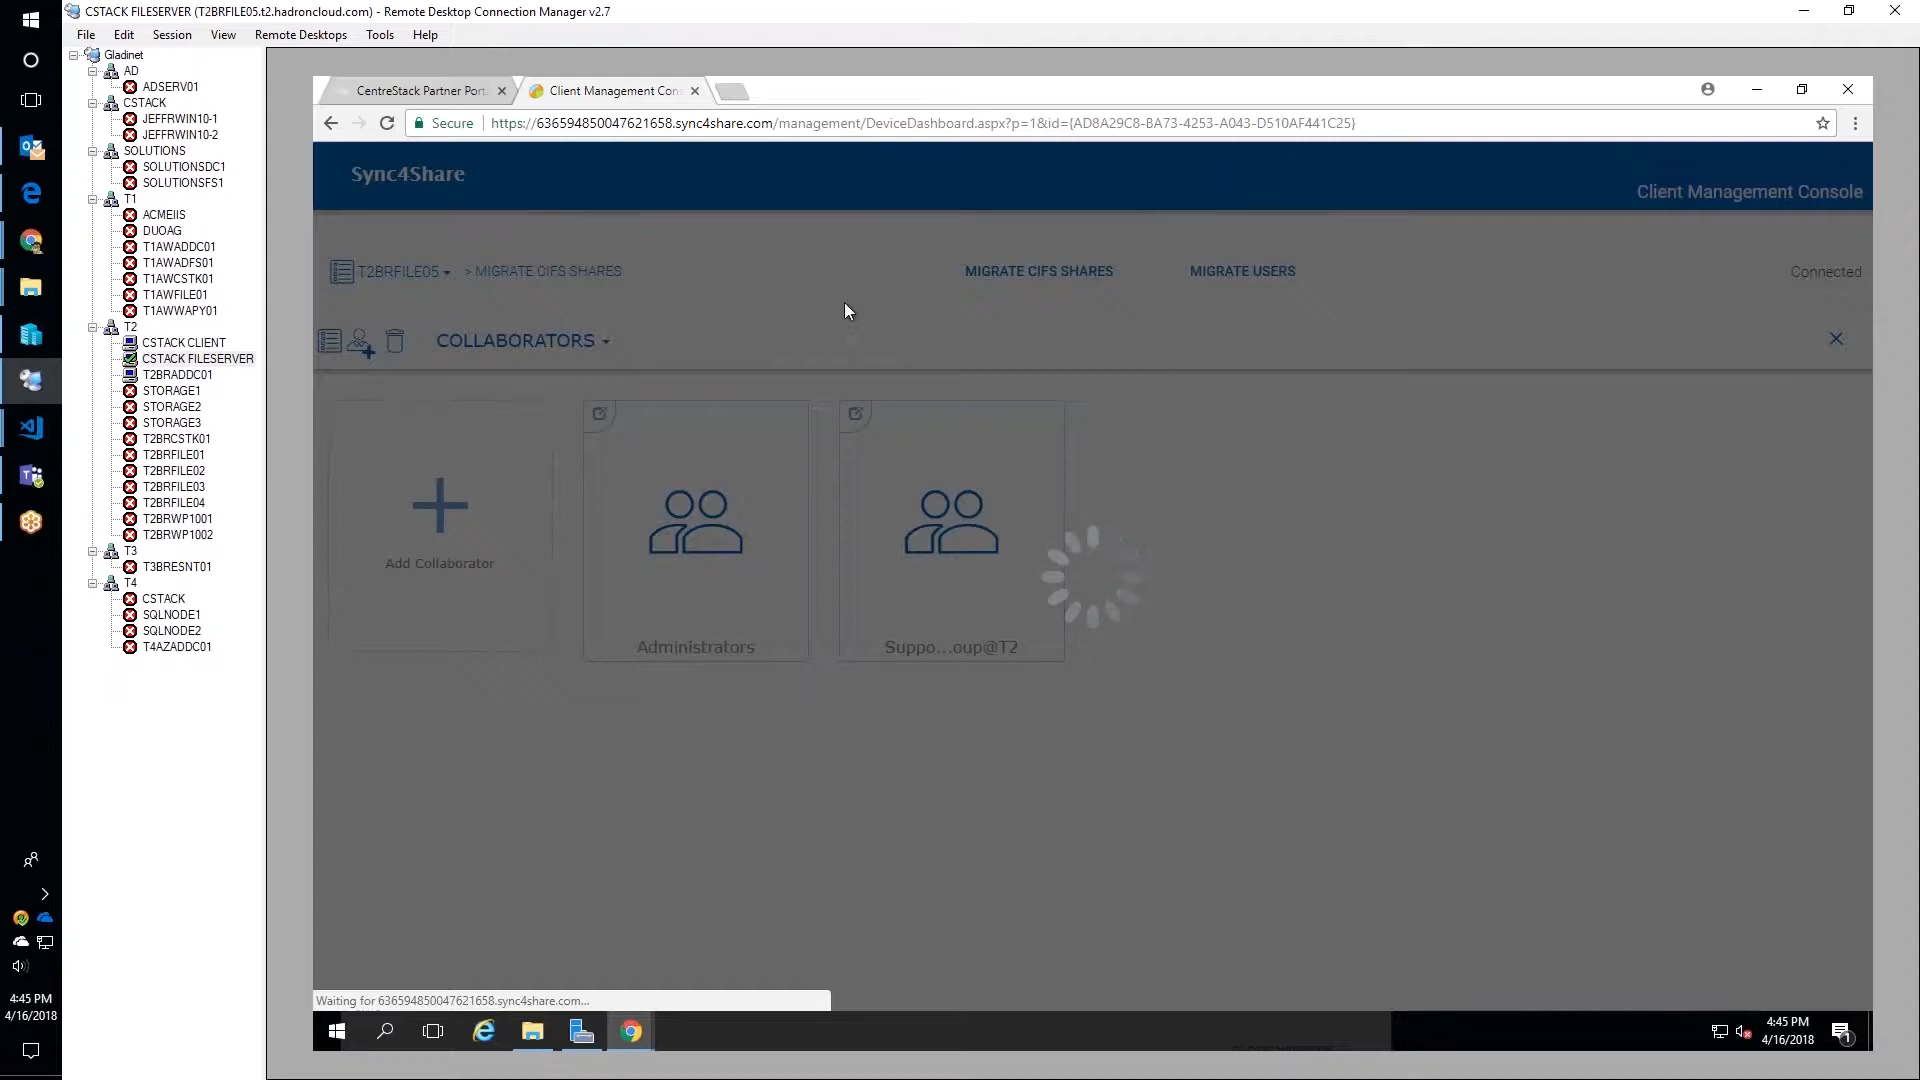 CSTACK FILESERVER (T2BRFILE05.t2.hadroncloud.com) - Remote Desktop Connection Manager v2.7
File Edit Session View Remote Desktops Tools Help
Gladinet
AD
ADSERV01
CSTACK
JEFFRWIN10-1
JEFFRWIN10-2
SOLUTIONS
SOLUTIONSDC1
SOLUTIONSFS1
T1
ACMEIIS
DUOAG
T1AWADDC01
T1AWADFS01
T1AWCSTK01
T1AWFILE01
T1AWWAPY01
T2
CSTACK CLIENT
CSTACK FILESERVER
T2BRADDC01
STORAGE1
STORAGE2
STORAGE3
T2BRCSTK01
T2BRFILE01
T2BRFILE02
T2BRFILE03
T2BRFILE04
T2BRWP1001
T2BRWP1002
T3
T3BRESNT01
T4
CSTACK
SQLNODE1
SQLNODE2
T4AZADDC01
CentreStack Partner Port
Client Management Con
Secure https://636594850047621658.sync4share.com/management/DeviceDashboard.aspx?p=1&id={AD8A29C8-BA73-4253-A043-D510AF441C25}
Sync4Share
Client Management Console
T2BRFILE05 > MIGRATE CIFS SHARES
MIGRATE CIFS SHARES
MIGRATE USERS
Connected
COLLABORATORS
Add Collaborator
Administrators
Suppo...oup@T2
Waiting for 636594850047621658.sync4share.com...
4:45 PM
4/16/2018
1
4:45 PM
4/16/2018